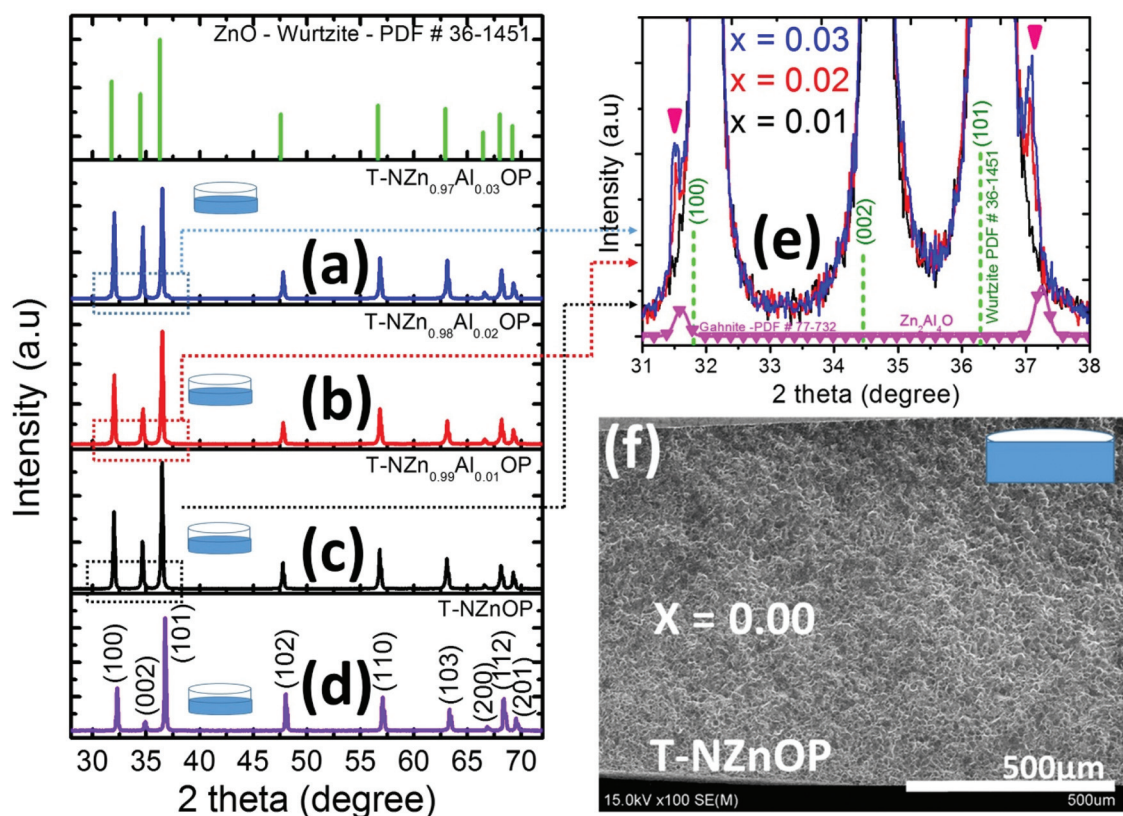 ZnO - Wurtzite - PDF # 36-1451
T-NZn0.97Al0.03OP
(a)
T-NZn0.98Al0.02OP
(b)
T-NZn0.99Al0.01OP
(c)
T-NZnOP
(100)
(002)
(101)
(102)
(110)
(103)
(200)
(112)
(201)
(d)
Intensity (a.u)
30 35 40 45 50 55 60 65 70
2 theta (degree)
x = 0.03
x = 0.02
x = 0.01
(e)
(100)
(002)
(101)
Wurtzite PDF # 36-1451
Gahnite -PDF # 77-732
Zn2Al4O
Intensity (a.u)
31 32 33 34 35 36 37 38
2 theta (degree)
(f)
X = 0.00
T-NZnOP
500µm
15.0kV x100 SE(M)
500um